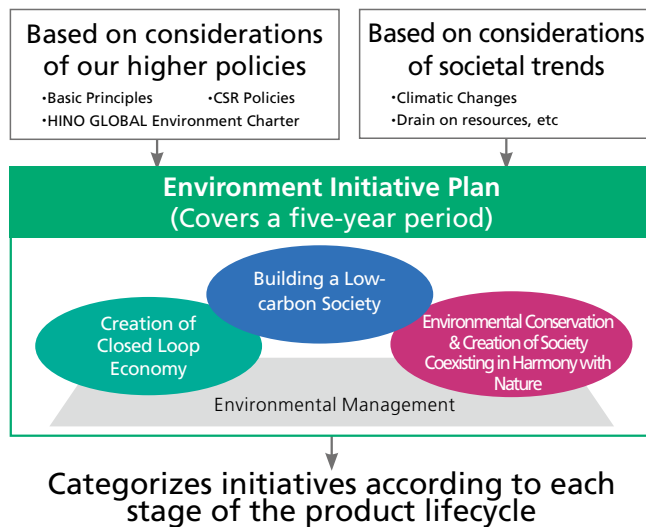 Based on considerations
of our higher policies
・Basic Principles ・CSR Policies
・HINO GLOBAL Environment Charter
Based on considerations
of societal trends
・Climatic Changes
・Drain on resources, etc
Environment Initiative Plan
(Covers a five-year period)
Building a Low-
carbon Society
Creation of
Closed Loop
Economy
Environmental Conservation
& Creation of Society
Coexisting in Harmony with
Nature
Environmental Management
Categorizes initiatives according to each
stage of the product lifecycle